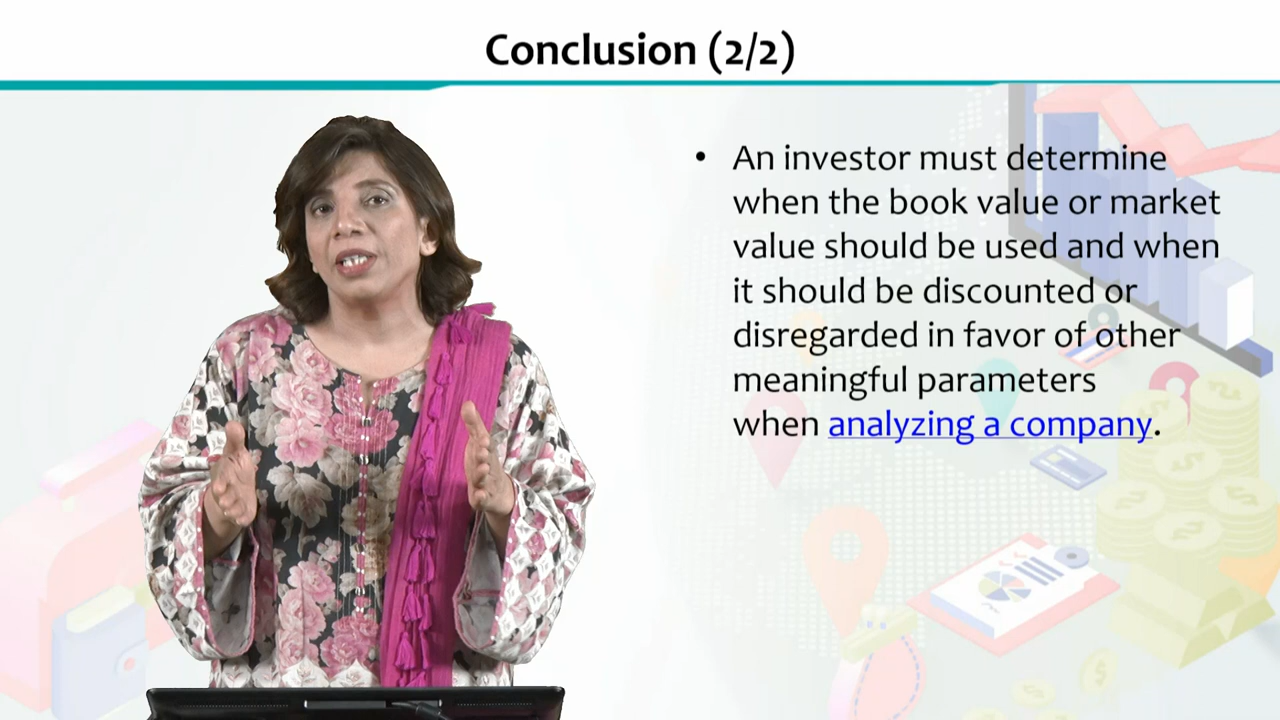 Conclusion (2/2)
• An investor must determine
when the book value or market
value should be used and when
it should be discounted or
disregarded in favor of other
meaningful parameters
when analyzing a company.